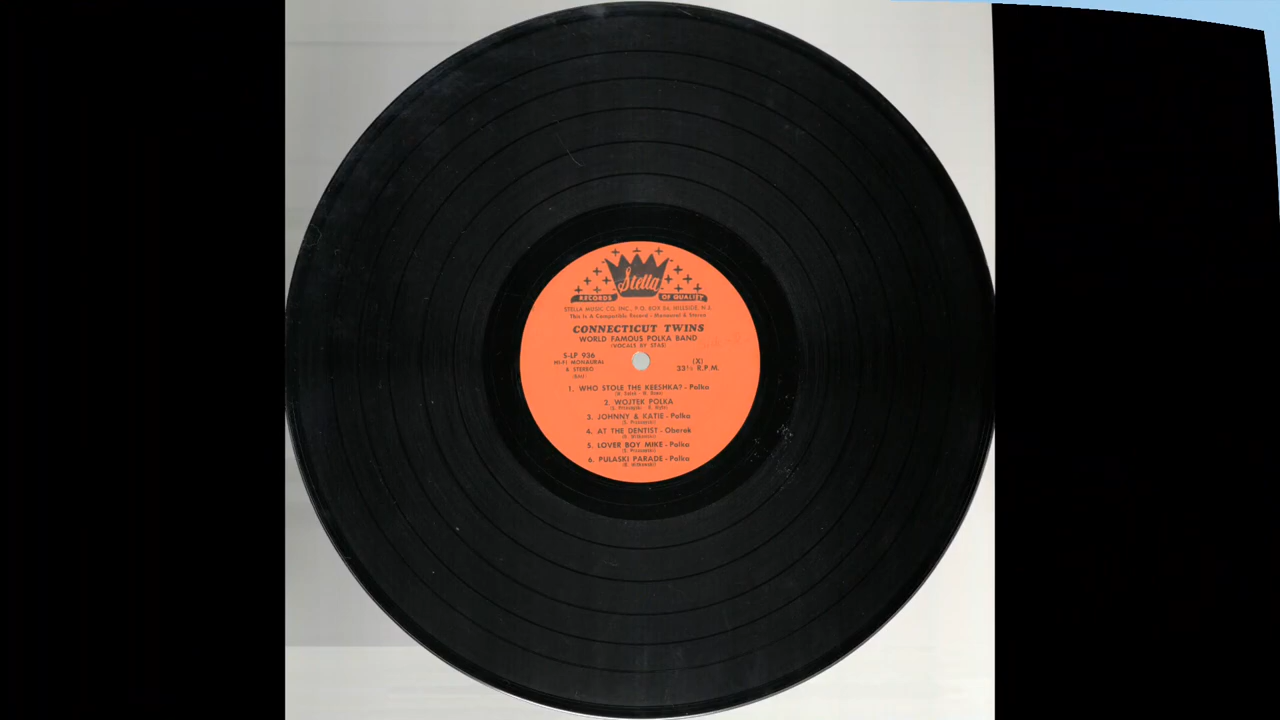 Stella
RECORDS OF QUALITY
STELLA MUSIC CO. INC., P.O. BOX 54, HILLSIDE, N.J.
This Is A Compatible Record - Monaural & Stereo
CONNECTICUT TWINS
WORLD FAMOUS POLKA BAND
(VOCALS BY STAS)
S-LP 936
HI-FI MONAURAL
& STEREO
(X)
33⅓ R.P.M.
1. WHO STOLE THE KEESHKA? - Polka
2. WOJTEK POLKA
3. JOHNNY & KATIE - Polka
4. AT THE DENTIST - Oberek
5. LOVER BOY MIKE - Polka
6. PULASKI PARADE - Polka